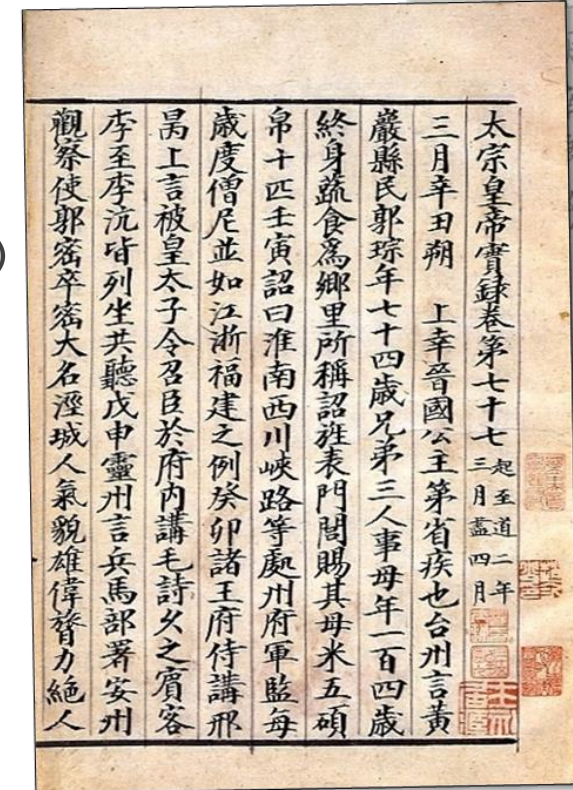 太宗皇帝實録卷第七十七起至道二年三月盡四月
三月辛丑朔　上幸晉國公主第省疾也台州言黃
巖縣民郭琮年七十四歲兄弟三人事母年一百四歲
終身蔬食爲鄉里所稱詔旌表門閭賜其母米五碩
帛十匹壬寅詔曰淮南西川峽路等處州府軍監每
歲度僧尼並如江浙福建之例癸卯諸王府侍講邢
昺上言被皇太子令召臣於府内講毛詩久之賓客
李至李沆皆列坐共聽戊申靈州言兵馬部署安州
觀察使郭密卒密大名溼城人氣貌雄偉膂力絶人